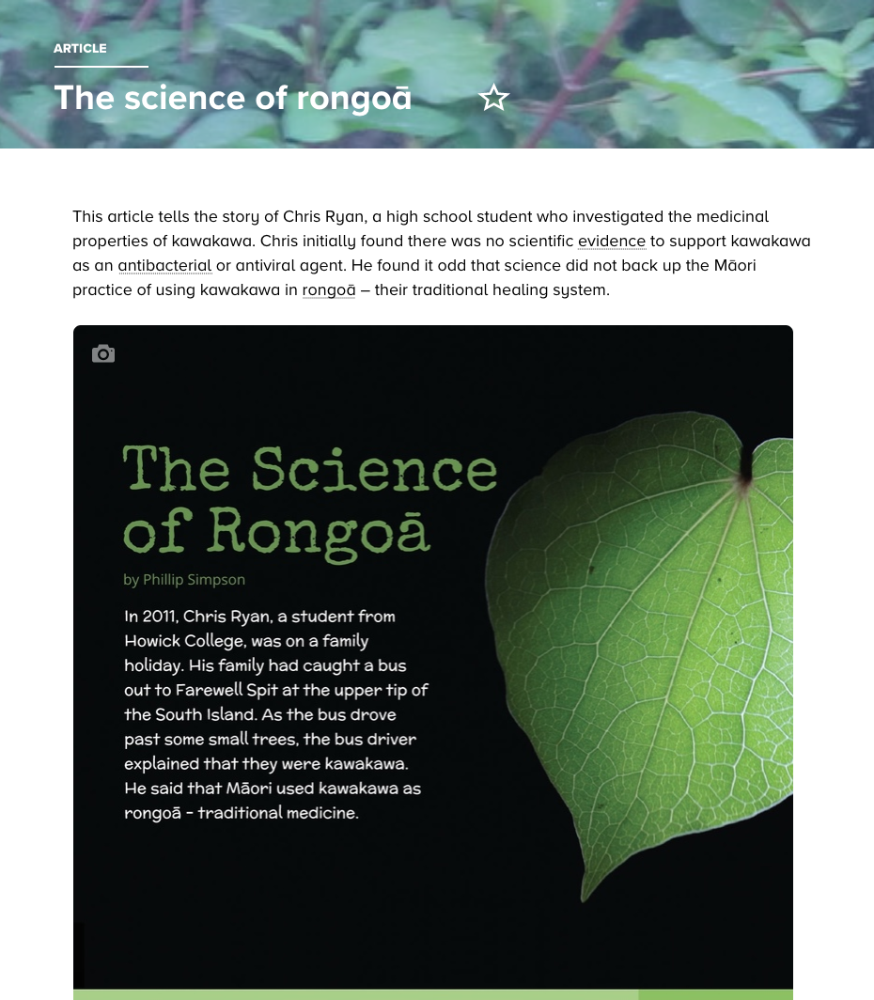 ARTICLE
The science of rongoā
This article tells the story of Chris Ryan, a high school student who investigated the medicinal
properties of kawakawa. Chris initially found there was no scientific evidence to support kawakawa
as an antibacterial or antiviral agent. He found it odd that science did not back up the Māori
practice of using kawakawa in rongoā – their traditional healing system.
The Science
of Rongoā
by Phillip Simpson
In 2011, Chris Ryan, a student from
Howick College, was on a family
holiday. His family had caught a bus
out to Farewell Spit at the upper tip of
the South Island. As the bus drove
past some small trees, the bus driver
explained that they were kawakawa.
He said that Māori used kawakawa as
rongoā – traditional medicine.